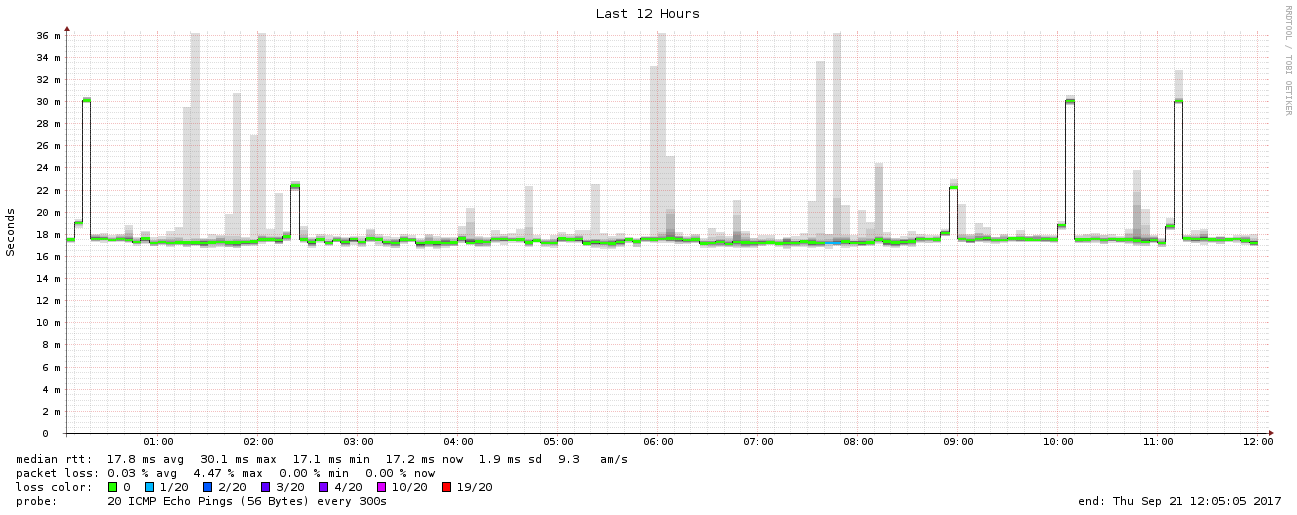 Last 12 Hours
RRDTOOL / TOBI OETIKER
Seconds
36 m
34 m
32 m
30 m
28 m
26 m
24 m
22 m
20 m
18 m
16 m
14 m
12 m
10 m
8 m
6 m
4 m
2 m
0
01:00 02:00 03:00 04:00 05:00 06:00 07:00 08:00 09:00 10:00 11:00 12:00
median rtt: 17.8 ms avg 30.1 ms max 17.1 ms min 17.2 ms now 1.9 ms sd 9.3 am/s
packet loss: 0.03 % avg 4.47 % max 0.00 % min 0.00 % now
loss color: 0 1/20 2/20 3/20 4/20 10/20 19/20
probe: 20 ICMP Echo Pings (56 Bytes) every 300s end: Thu Sep 21 12:05:05 2017